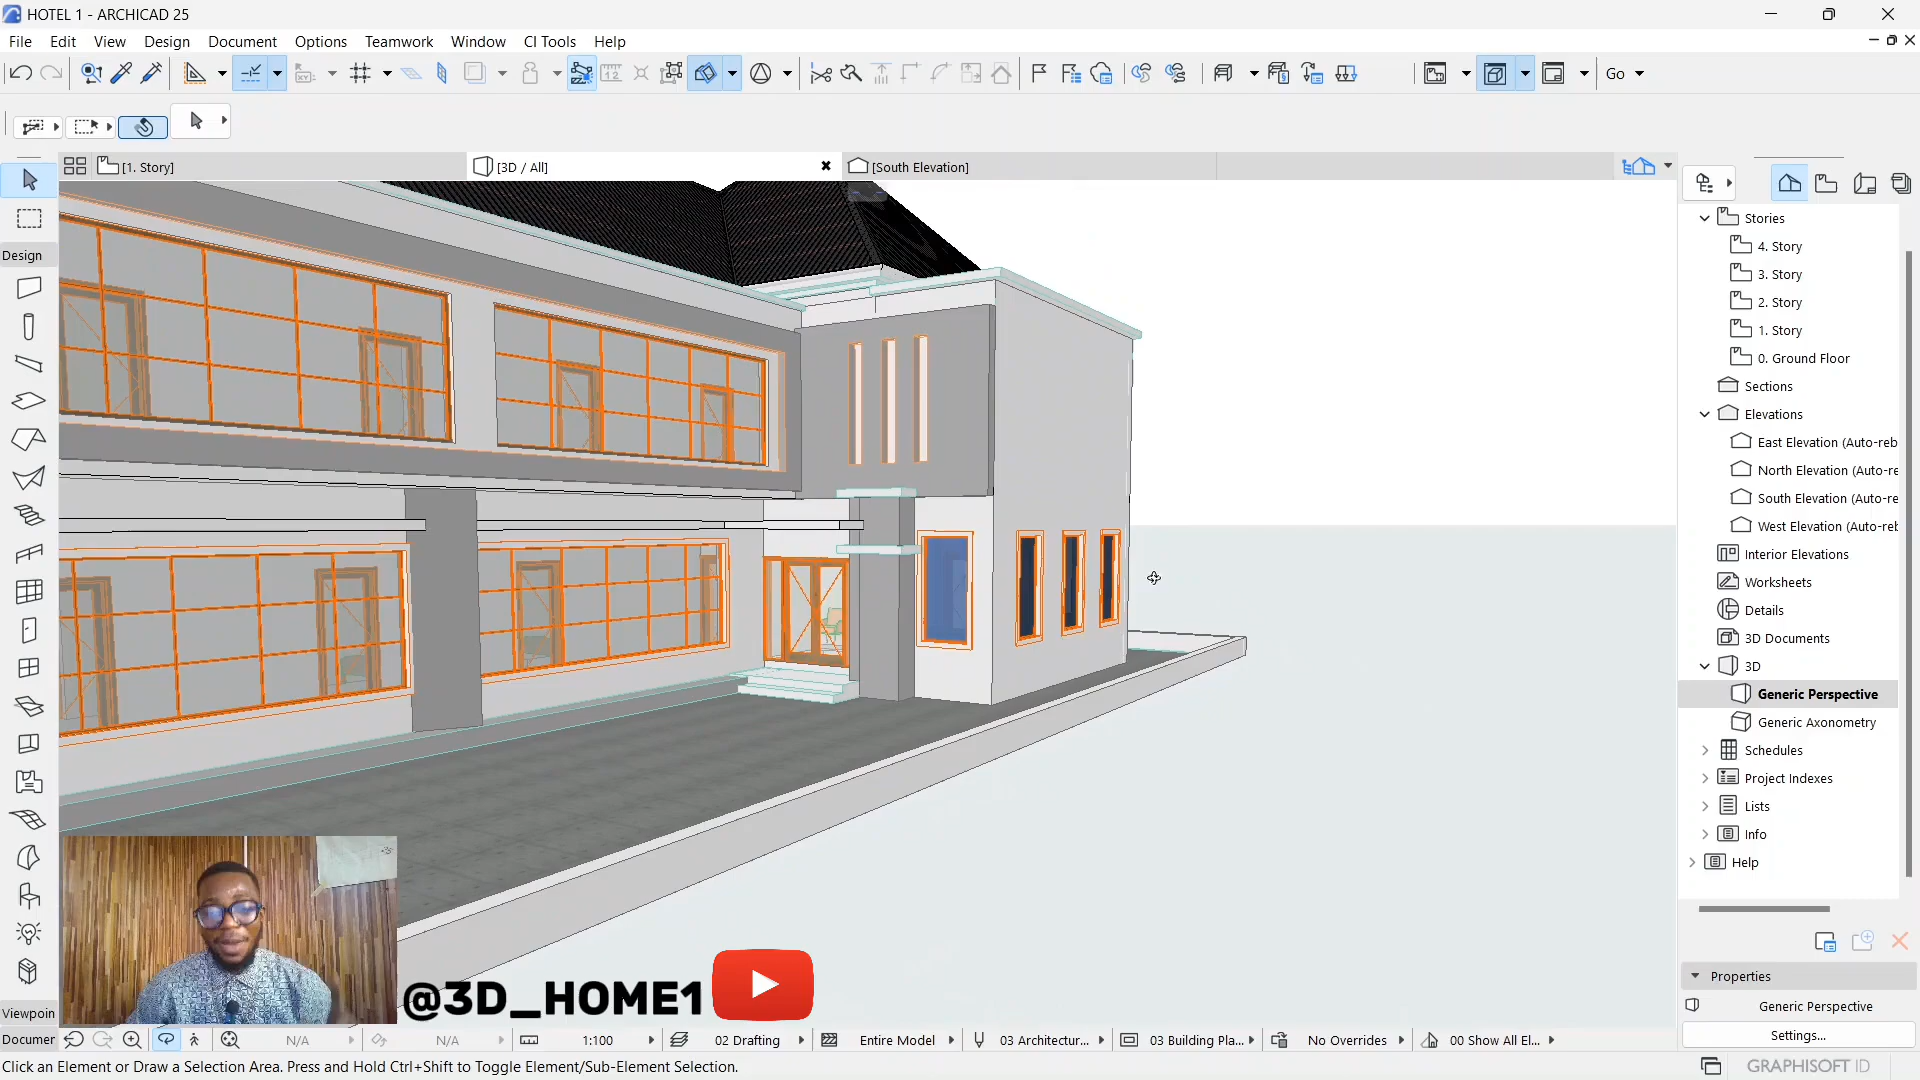 HOTEL 1 - ARCHICAD 25
File Edit View Design Document Options Teamwork Window CI Tools Help
Go
[1. Story]
[3D / All]
[South Elevation]
Design
Stories
4. Story
3. Story
2. Story
1. Story
0. Ground Floor
Sections
Elevations
East Elevation (Auto-reb
North Elevation (Auto-re
South Elevation (Auto-re
West Elevation (Auto-reb
Interior Elevations
Worksheets
Details
3D Documents
3D
Generic Perspective
Generic Axonometry
Schedules
Project Indexes
Lists
Info
Help
Properties
Generic Perspective
Settings...
@3D_HOME1
Viewpoin
Documer
N/A
N/A
1:100
02 Drafting
Entire Model
03 Architectur...
03 Building Pla...
No Overrides
00 Show All El...
Click an Element or Draw a Selection Area. Press and Hold Ctrl+Shift to Toggle Element/Sub-Element Selection.
GRAPHISOFT ID